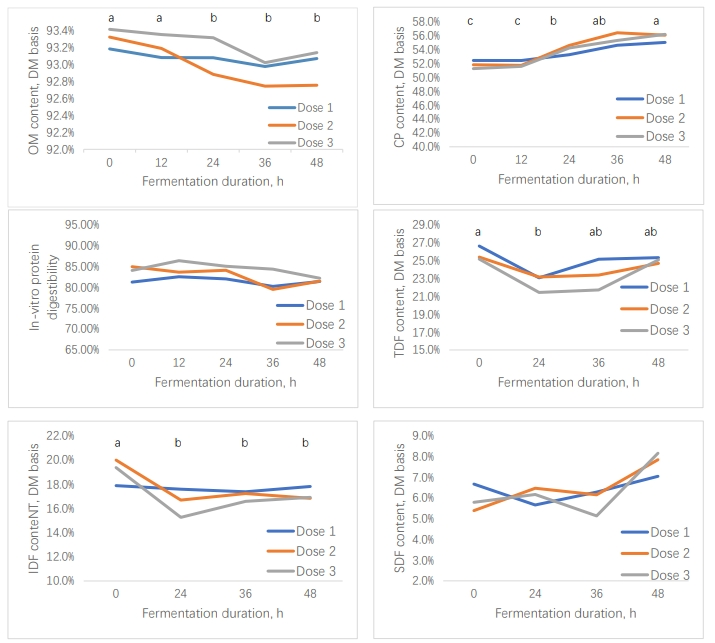 a a b b b
93.4%
93.2%
93.0%
92.8%
92.6%
92.4%
92.2%
92.0%
OM content, DM basis
Dose 1
Dose 2
Dose 3
0 12 24 36 48
Fermentation duration, h
c c b ab a
58.0%
56.0%
54.0%
52.0%
50.0%
48.0%
46.0%
44.0%
42.0%
40.0%
CP content, DM basis
Dose 1
Dose 2
Dose 3
0 12 24 36 48
Fermentation duration, h
95.00%
90.00%
85.00%
80.00%
75.00%
70.00%
65.00%
In-vitro protein
digestibility
Dose 1
Dose 2
Dose 3
0 12 24 36 48
Fermentation duration, h
a b ab ab
29.0%
27.0%
25.0%
23.0%
21.0%
19.0%
17.0%
15.0%
TDF content, DM basis
Dose 1
Dose 2
Dose 3
0 24 36 48
Fermentation duration, h
a b b b
22.0%
20.0%
18.0%
16.0%
14.0%
12.0%
10.0%
IDF conteNT, DM basis
Dose 1
Dose 2
Dose 3
0 24 36 48
Fermentation duration, h
9.0%
8.0%
7.0%
6.0%
5.0%
4.0%
3.0%
2.0%
SDF content, DM basis
Dose 1
Dose 2
Dose 3
0 24 36 48
Fermentation duration, h